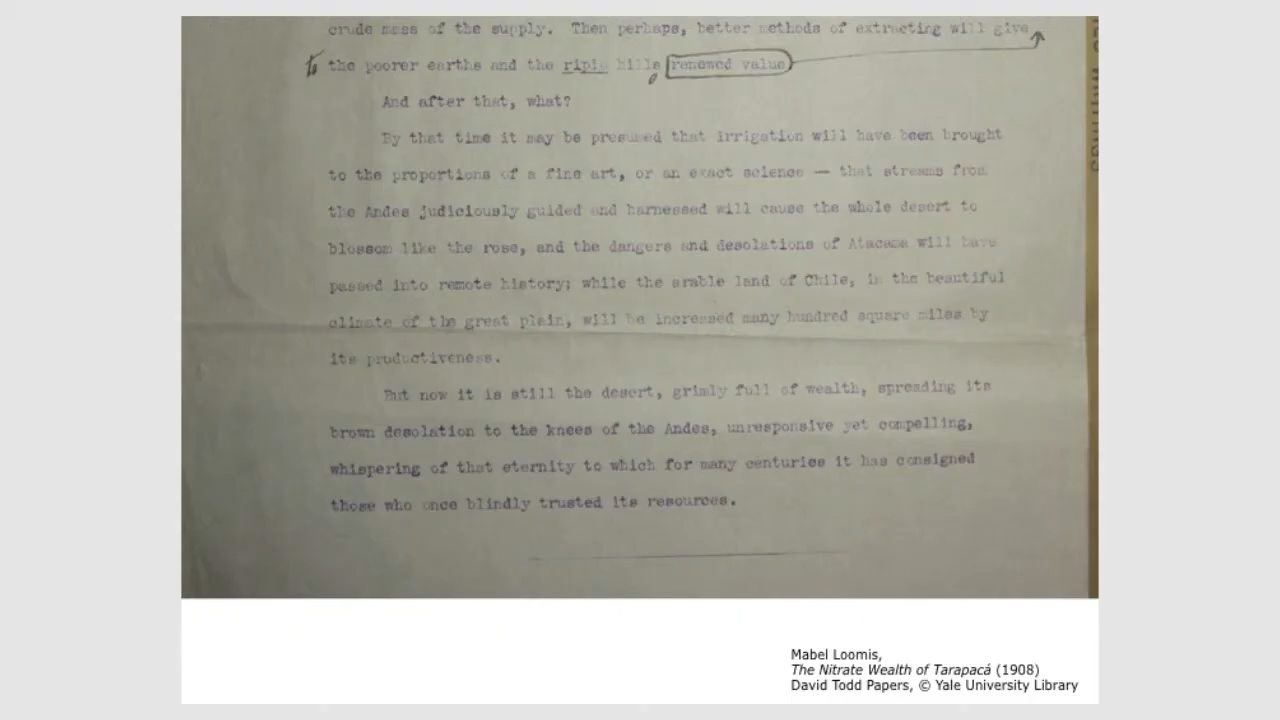 crude mass of the supply. Then perhaps, better methods of extracting will give
to the poorer earths and the ripio hills renewed value
And after that, what?
By that time it may be presumed that irrigation will have been brought
to the proportions of a fine art, or an exact science — that streams from
the Andes judiciously guided and harnessed will cause the whole desert to
blossom like the rose, and the dangers and desolations of Atacama will have
passed into remote history; while the arable land of Chile, in the beautiful
climate of the great plain, will be increased many hundred square miles by
its productiveness.
But now it is still the desert, grimly full of wealth, spreading its
brown desolation to the knees of the Andes, unresponsive yet compelling,
whispering of that eternity to which for many centuries it has consigned
those who once blindly trusted its resources.
Mabel Loomis,
The Nitrate Wealth of Tarapacá (1908)
David Todd Papers, © Yale University Library